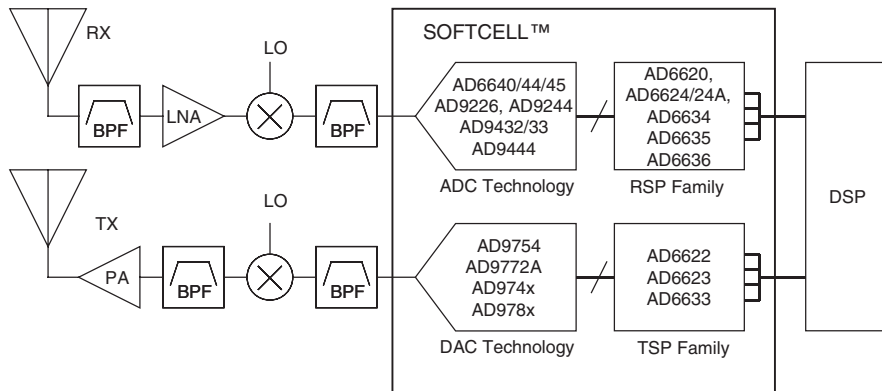 RX
SOFTCELL™
LO
BPF
LNA
BPF
AD6640/44/45
AD9226, AD9244
AD9432/33
AD9444
ADC Technology
AD6620,
AD6624/24A,
AD6634
AD6635
AD6636
RSP Family
DSP
TX
LO
PA
BPF
BPF
AD9754
AD9772A
AD974x
AD978x
DAC Technology
AD6622
AD6623
AD6633
TSP Family